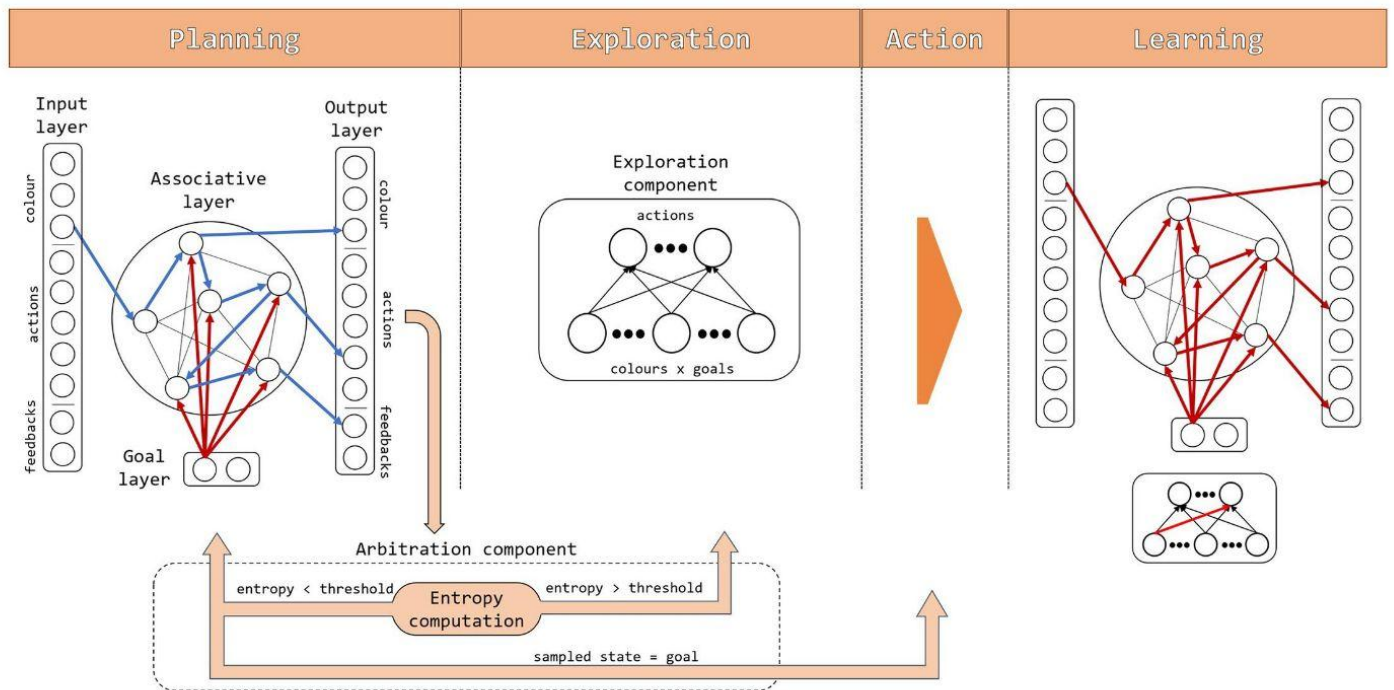 Planning
Exploration
Action
Learning
Input
layer
Output
layer
colour
actions
feedbacks
Associative
layer
colour
actions
feedbacks
Goal
layer
Exploration
component
actions
colours x goals
Arbitration component
entropy < threshold
Entropy
computation
entropy > threshold
sampled state = goal